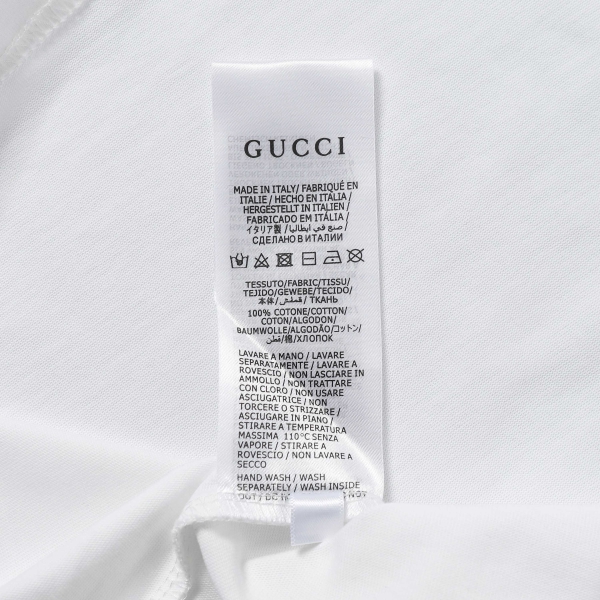 GUCCI
MADE IN ITALY/ FABRIQUÉ EN
ITALIE / HECHO EN ITALIA/
HERGESTELLT IN ITALIEN /
FABRICADO EM ITÁLIA/
イタリア製 / صنع في ايطاليا/
СДЕЛАНО В ИТАЛИИ
TESSUTO/FABRIC/TISSU/
TEJIDO/GEWEBE/TECIDO/
本体/ قماش / ТКАНЬ
100% COTONE/COTTON/
COTON/ALGODON/
BAUMWOLLE/ALGODÃO/コットン/
قطن/棉/ХЛОПОК
LAVARE A MANO / LAVARE
SEPARATAMENTE / LAVARE A
ROVESCIO / NON LASCIARE IN
AMMOLLO / NON TRATTARE
CON CLORO / NON USARE
ASCIUGATRICE / NON
TORCERE O STRIZZARE /
ASCIUGARE IN PIANO /
STIRARE A TEMPERATURA
MASSIMA 110°C SENZA
VAPORE / STIRARE A
ROVESCIO / NON LAVARE A
SECCO
HAND WASH / WASH
SEPARATELY / WASH INSIDE
OUT / DO NOT